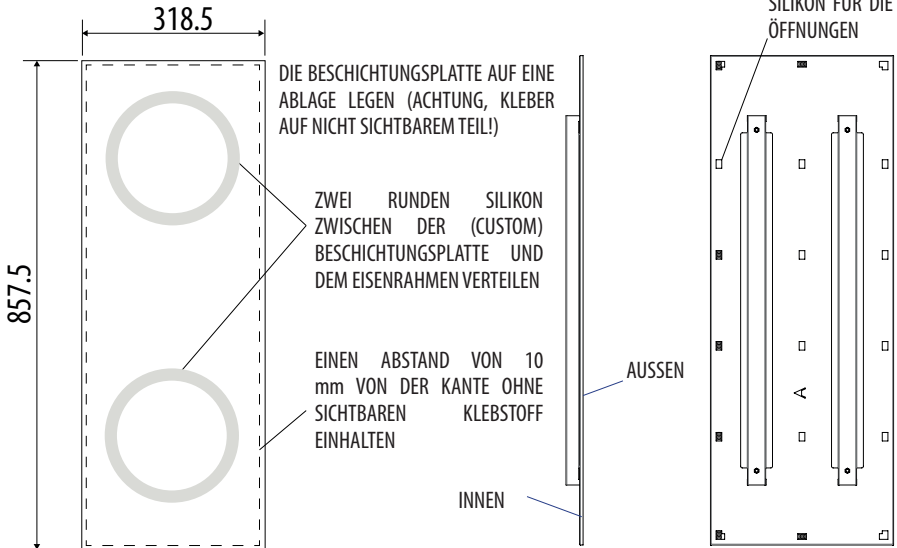 318.5
SILIKON FÜR DIE
ÖFFNUNGEN
DIE BESCHICHTUNGSPLATTE AUF EINE
ABLAGE LEGEN (ACHTUNG, KLEBER
AUF NICHT SICHTBAREM TEIL!)
ZWEI RUNDEN SILIKON
ZWISCHEN DER (CUSTOM)
BESCHICHTUNGSPLATTE UND
DEM EISENRAHMEN VERTEILEN
857.5
EINEN ABSTAND VON 10
mm VON DER KANTE OHNE
SICHTBAREN KLEBSTOFF
EINHALTEN
AUSSEN
INNEN
A